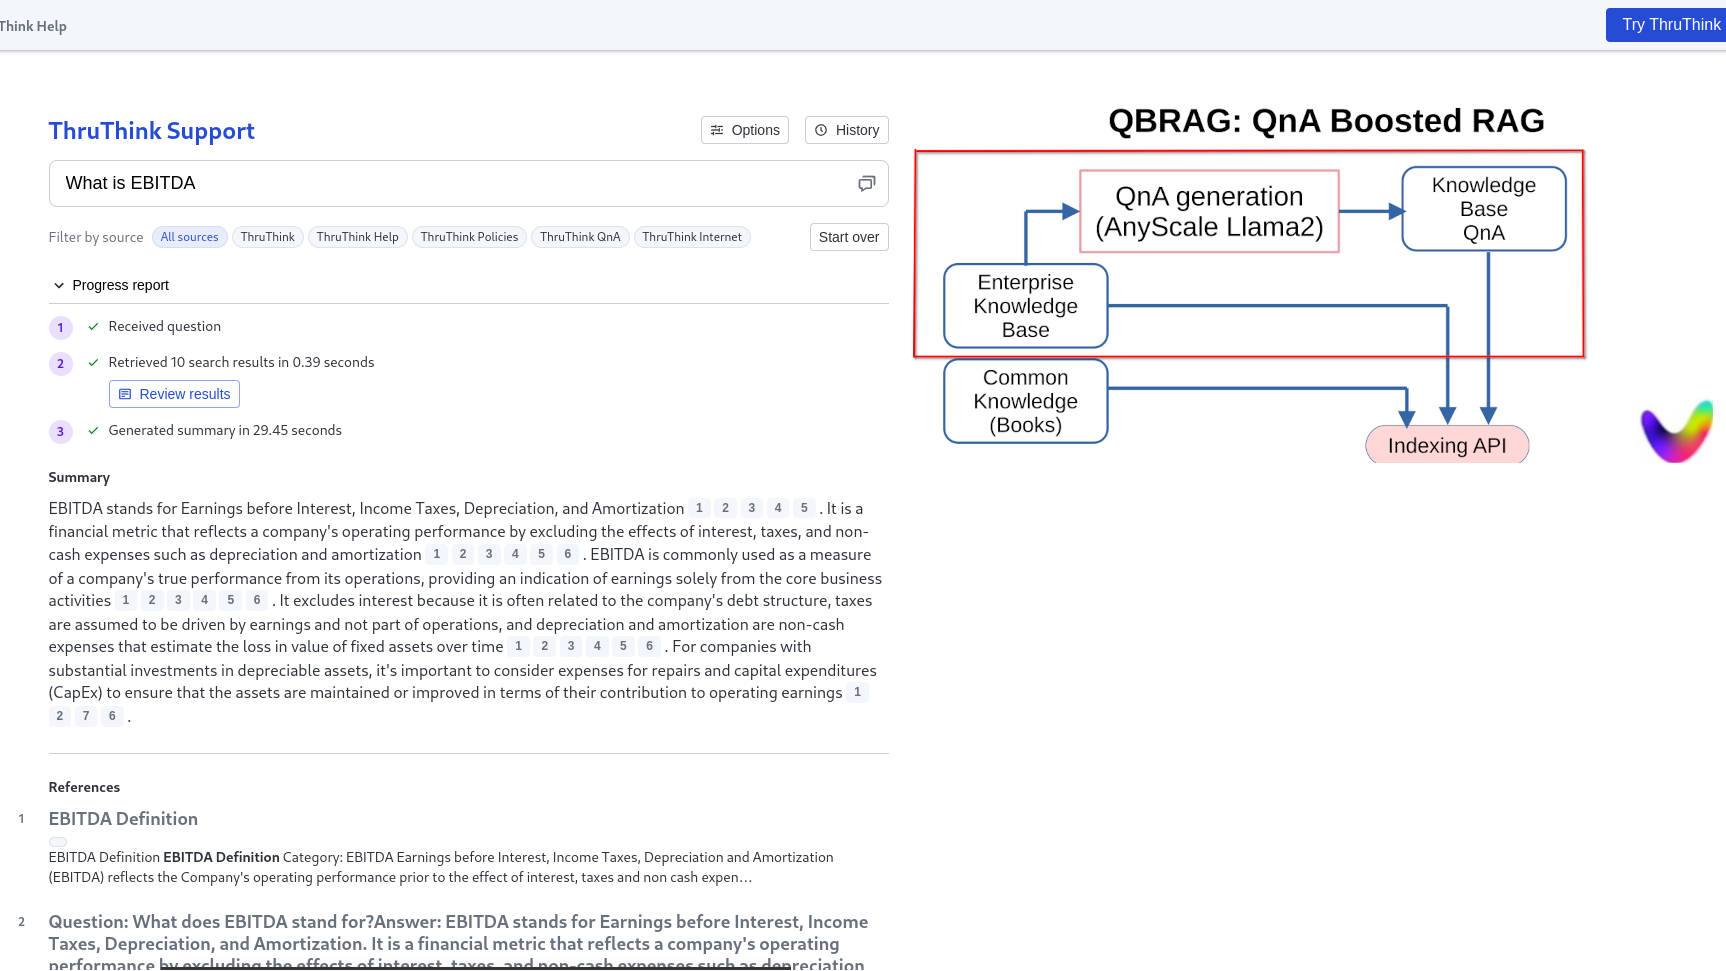 Think Help
Try ThruThink
ThruThink Support
Options
History
What is EBITDA
Filter by source
All sources
ThruThink
ThruThink Help
ThruThink Policies
ThruThink QnA
ThruThink Internet
Start over
Progress report
1 Received question
2 Retrieved 10 search results in 0.39 seconds
Review results
3 Generated summary in 29.45 seconds
Summary
EBITDA stands for Earnings before Interest, Income Taxes, Depreciation, and Amortization 1 2 3 4 5 . It is a
financial metric that reflects a company's operating performance by excluding the effects of interest, taxes, and non-
cash expenses such as depreciation and amortization 1 2 3 4 5 6 . EBITDA is commonly used as a measure
of a company's true performance from its operations, providing an indication of earnings solely from the core business
activities 1 2 3 4 5 6 . It excludes interest because it is often related to the company's debt structure, taxes
are assumed to be driven by earnings and not part of operations, and depreciation and amortization are non-cash
expenses that estimate the loss in value of fixed assets over time 1 2 3 4 5 6 . For companies with
substantial investments in depreciable assets, it's important to consider expenses for repairs and capital expenditures
(CapEx) to ensure that the assets are maintained or improved in terms of their contribution to operating earnings 1
2 7 6 .
References
1 EBITDA Definition
EBITDA Definition EBITDA Definition Category: EBITDA Earnings before Interest, Income Taxes, Depreciation and Amortization
(EBITDA) reflects the Company's operating performance prior to the effect of interest, taxes and non cash expen…
2 Question: What does EBITDA stand for?Answer: EBITDA stands for Earnings before Interest, Income
Taxes, Depreciation, and Amortization. It is a financial metric that reflects a company's operating
performance by excluding the effects of interest, taxes, and non-cash expenses such as depreciation
QBRAG: QnA Boosted RAG
QnA generation
(AnyScale Llama2)
Knowledge
Base
QnA
Enterprise
Knowledge
Base
Common
Knowledge
(Books)
Indexing API